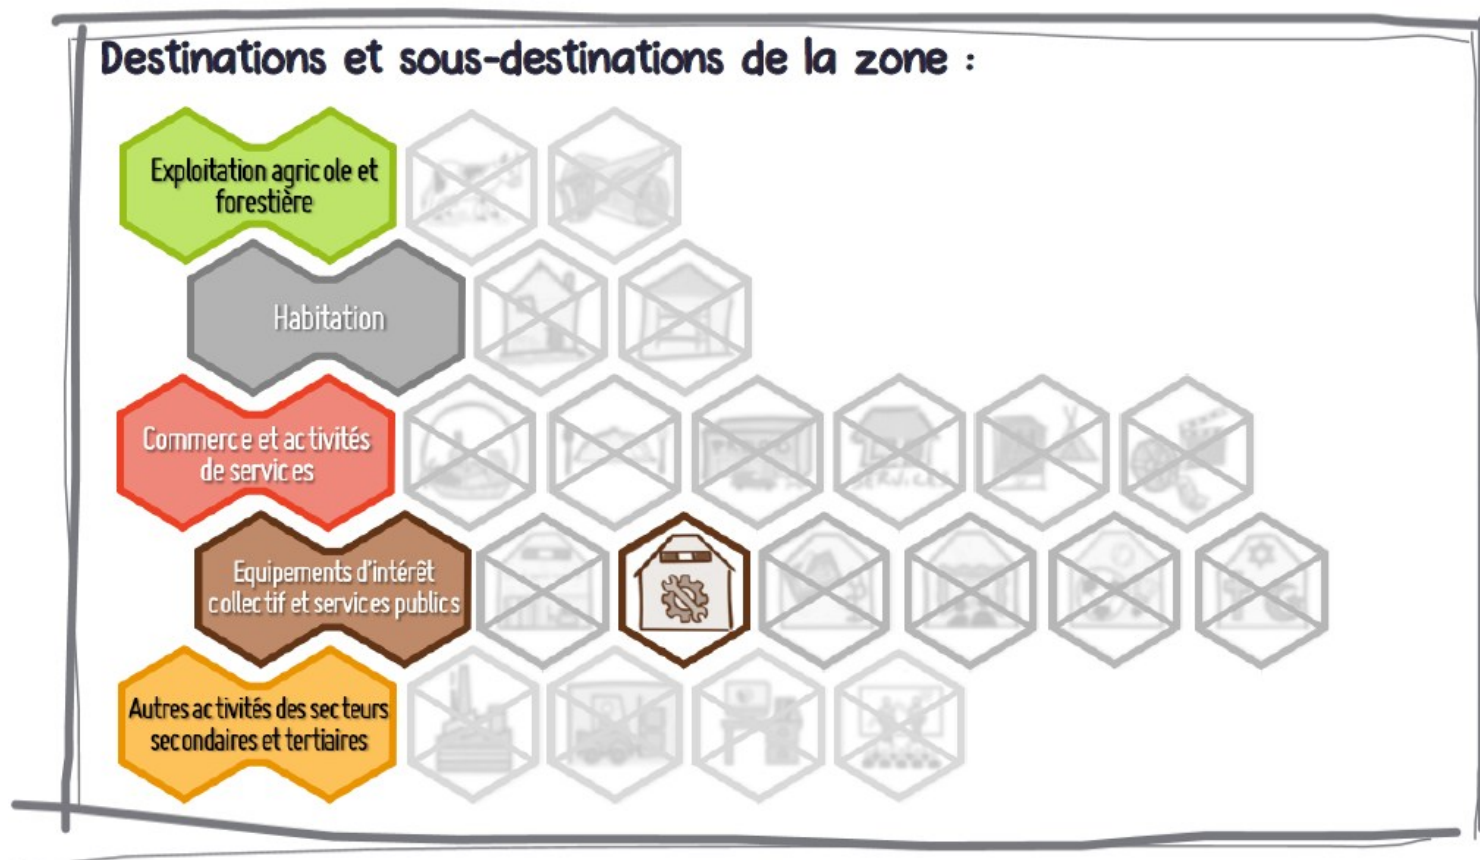 Destinations et sous-destinations de la zone :
Exploitation agricole et
forestière
Habitation
Commerce et activités
de services
SERVICES
Equipements d'intérêt
collectif et services publics
Autres activités des secteurs
secondaires et tertiaires